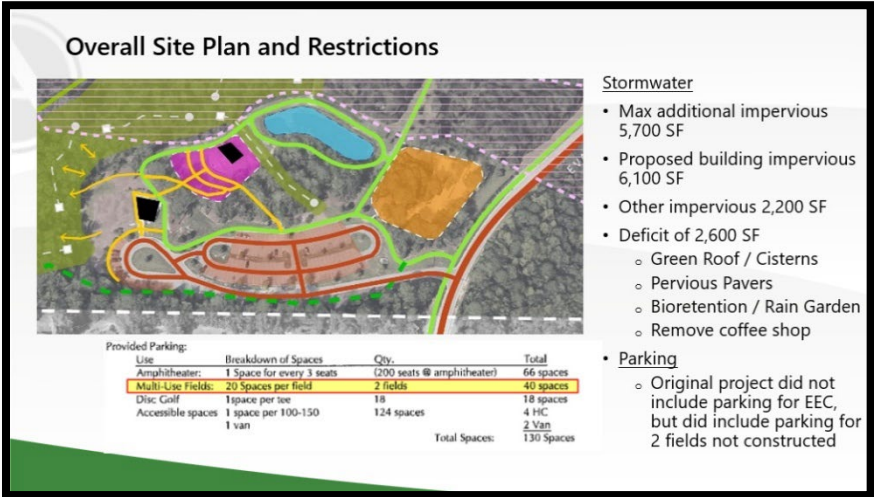 Overall Site Plan and Restrictions
Stormwater
• Max additional impervious
5,700 SF
• Proposed building impervious
6,100 SF
• Other impervious 2,200 SF
• Deficit of 2,600 SF
o Green Roof / Cisterns
o Pervious Pavers
o Bioretention / Rain Garden
o Remove coffee shop
• Parking
o Original project did not
include parking for EEC,
but did include parking for
2 fields not constructed
Provided Parking:
Use Breakdown of Spaces Qty. Total
Amphitheater: 1 Space for every 3 seats (200 seats @ amphitheater) 66 spaces
Multi-Use Fields: 20 Spaces per field 2 fields 40 spaces
Disc Golf 1space per tee 18 18 spaces
Accessible spaces 1 space per 100-150 124 spaces 4 HC
1 van 2 Van
Total Spaces: 130 Spaces